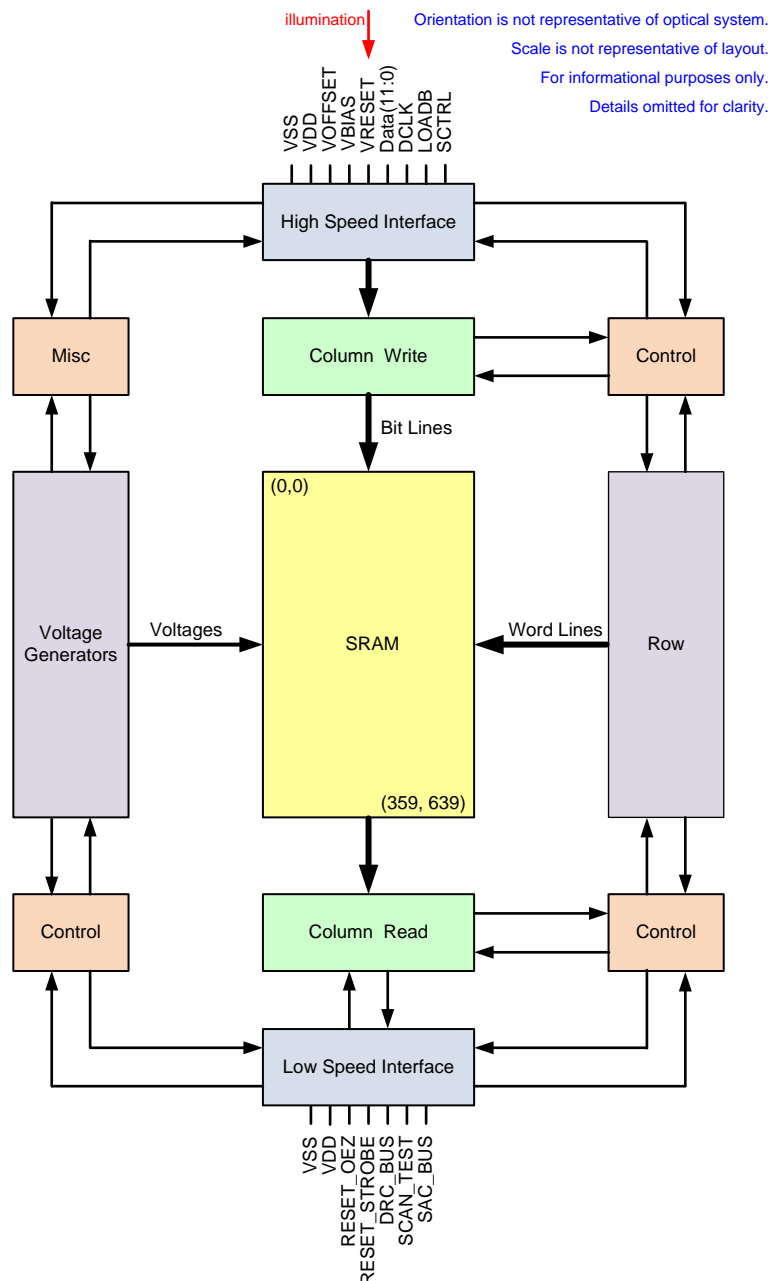 illumination
Orientation is not representative of optical system.
Scale is not representative of layout.
For informational purposes only.
Details omitted for clarity.
VSS
VDD
VOFFSET
VBIAS
VRESET
Data(11:0)
DCLK
LOADB
SCTRL
High Speed Interface
Misc
Column Write
Control
Bit Lines
(0,0)
Voltage
Generators
Voltages
SRAM
Word Lines
Row
(359, 639)
Control
Column Read
Control
Low Speed Interface
VSS
VDD
RESET_OEZ
RESET_STROBE
DRC_BUS
SCAN_TEST
SAC_BUS